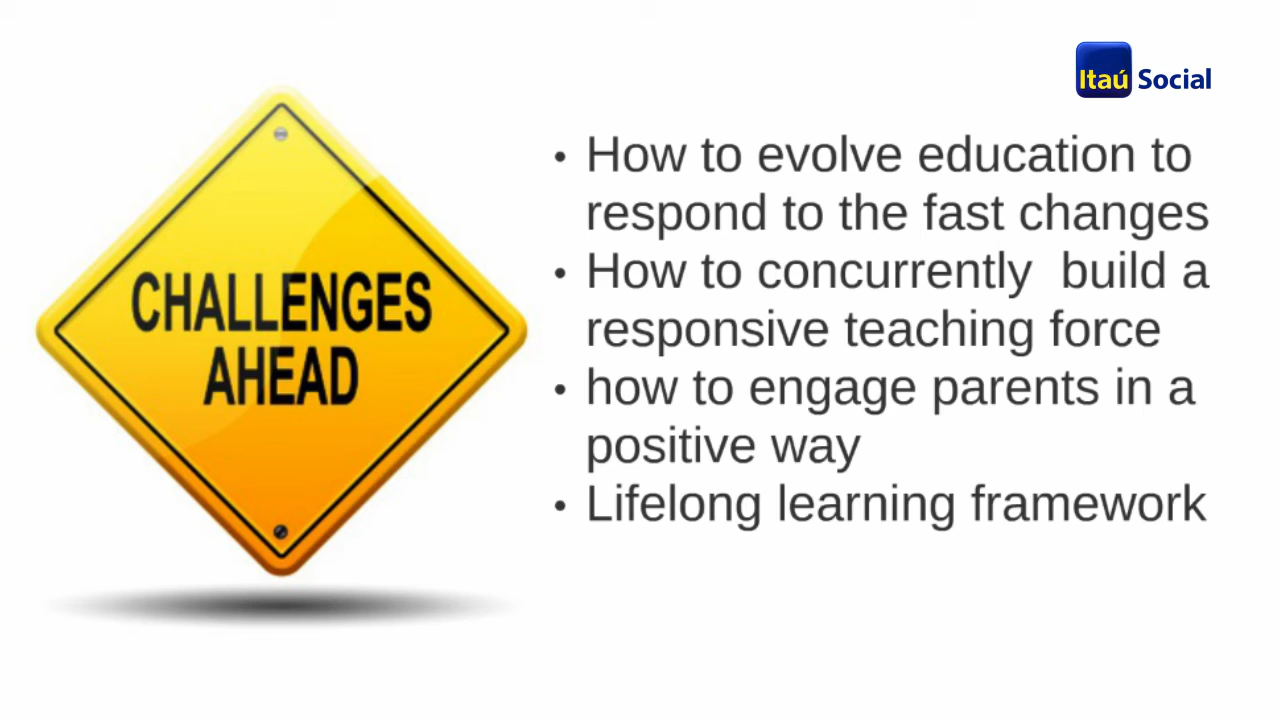 Itaú Social
CHALLENGES
AHEAD
• How to evolve education to
respond to the fast changes
• How to concurrently  build a
responsive teaching force
• how to engage parents in a
positive way
• Lifelong learning framework